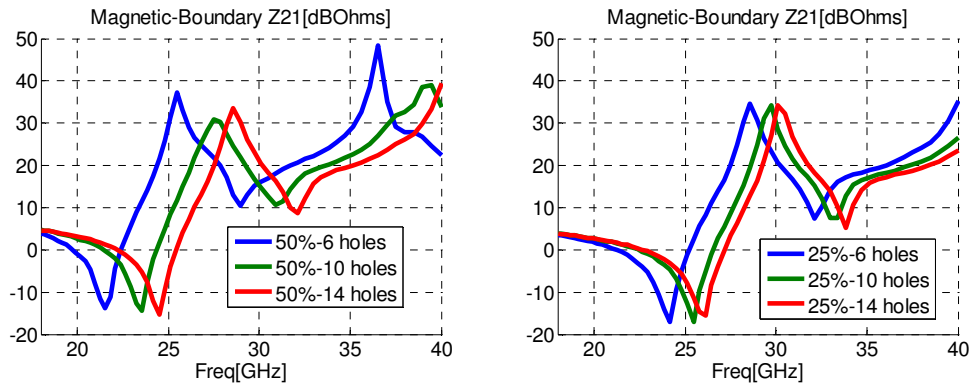 Magnetic-Boundary Z21[dBOhms]
50
40
30
20
10
0
-10
-20
20
25
30
35
40
Freq[GHz]
50%-6 holes
50%-10 holes
50%-14 holes
Magnetic-Boundary Z21[dBOhms]
50
40
30
20
10
0
-10
-20
20
25
30
35
40
Freq[GHz]
25%-6 holes
25%-10 holes
25%-14 holes